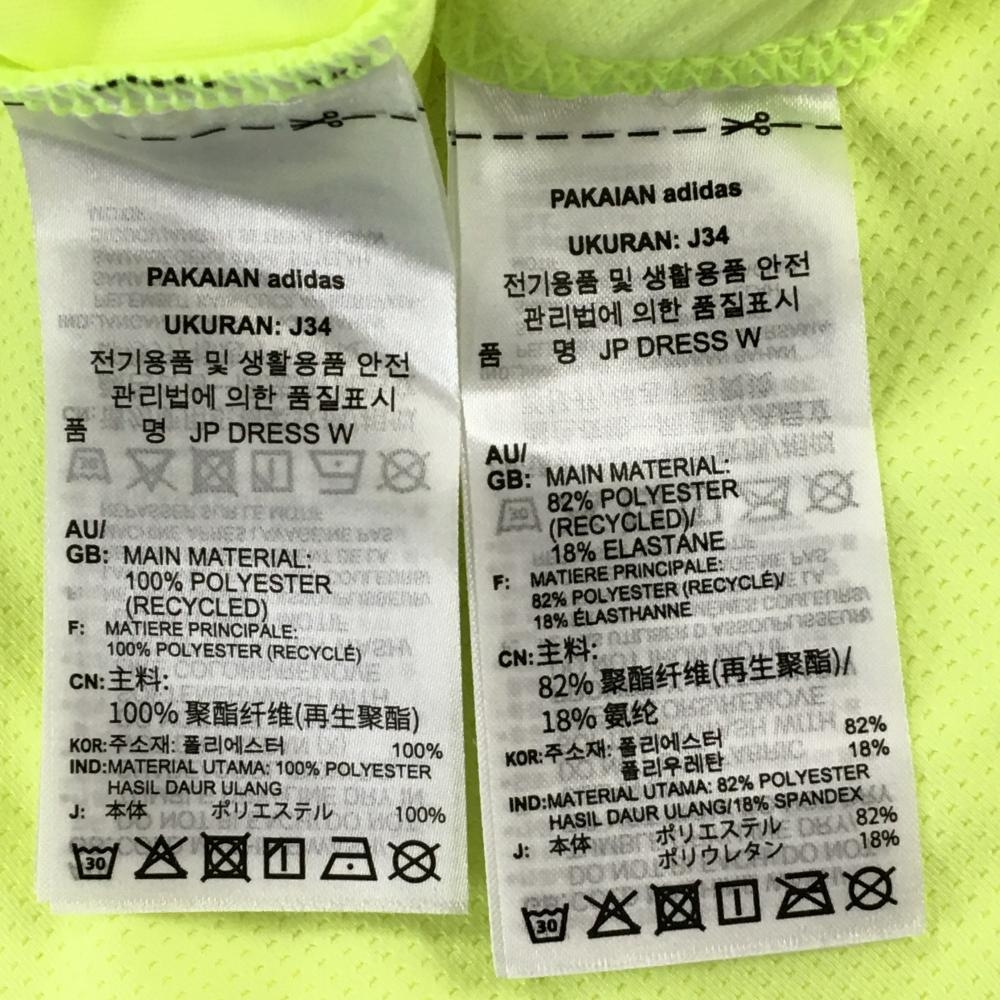 PAKAIAN adidas
UKURAN: J34
전기용품 및 생활용품 안전
관리법에 의한 품질표시
품 명 JP DRESS W
AU/
GB: MAIN MATERIAL:
100% POLYESTER
(RECYCLED)
F: MATIERE PRINCIPALE:
100% POLYESTER (RECYCLÉ)
CN: 主料:
100% 聚酯纤维(再生聚酯)
KOR: 주소재: 폴리에스터 100%
IND: MATERIAL UTAMA: 100% POLYESTER
HASIL DAUR ULANG
J: 本体 ポリエステル 100%
30
PAKAIAN adidas
UKURAN: J34
전기용품 및 생활용품 안전
관리법에 의한 품질표시
품 명 JP DRESS W
AU/
GB: MAIN MATERIAL:
82% POLYESTER
(RECYCLED)/
18% ELASTANE
F: MATIERE PRINCIPALE:
82% POLYESTER (RECYCLÉ)/
18% ÉLASTHANNE
CN: 主料:
82% 聚酯纤维(再生聚酯)/
18% 氨纶
KOR: 주소재: 폴리에스터 82%
폴리우레탄 18%
IND: MATERIAL UTAMA: 82% POLYESTER
HASIL DAUR ULANG/18% SPANDEX
J: 本体 ポリエステル 82%
ポリウレタン 18%
30